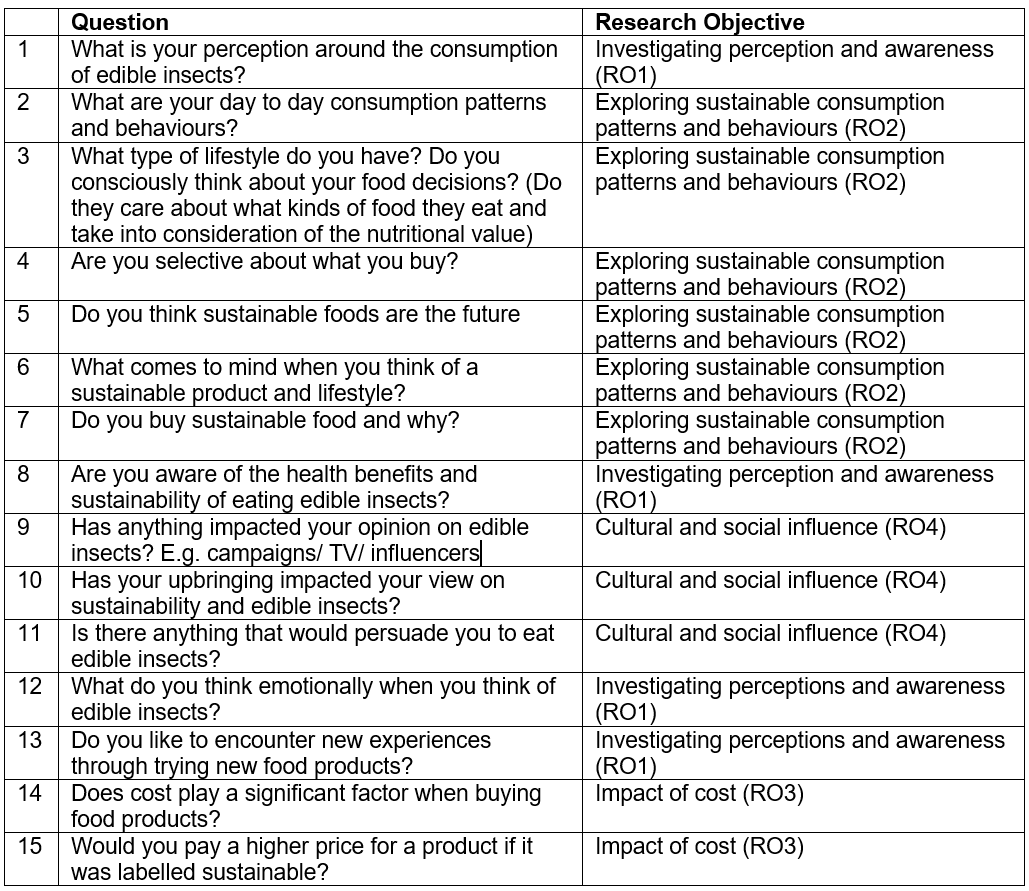 Question Research Objective
1 What is your perception around the consumption Investigating perception and awareness
of edible insects? (RO1)
2 What are your day to day consumption patterns Exploring sustainable consumption
and behaviours? patterns and behaviours (RO2)
3 What type of lifestyle do you have? Do you Exploring sustainable consumption
consciously think about your food decisions? (Do patterns and behaviours (RO2)
they care about what kinds of food they eat and
take into consideration of the nutritional value)
4 Are you selective about what you buy? Exploring sustainable consumption
patterns and behaviours (RO2)
5 Do you think sustainable foods are the future Exploring sustainable consumption
patterns and behaviours (RO2)
6 What comes to mind when you think of a Exploring sustainable consumption
sustainable product and lifestyle? patterns and behaviours (RO2)
7 Do you buy sustainable food and why? Exploring sustainable consumption
patterns and behaviours (RO2)
8 Are you aware of the health benefits and Investigating perception and awareness
sustainability of eating edible insects? (RO1)
9 Has anything impacted your opinion on edible Cultural and social influence (RO4)
insects? E.g. campaigns/ TV/ influencers
10 Has your upbringing impacted your view on Cultural and social influence (RO4)
sustainability and edible insects?
11 Is there anything that would persuade you to eat Cultural and social influence (RO4)
edible insects?
12 What do you think emotionally when you think of Investigating perceptions and awareness
edible insects? (RO1)
13 Do you like to encounter new experiences Investigating perceptions and awareness
through trying new food products? (RO1)
14 Does cost play a significant factor when buying Impact of cost (RO3)
food products?
15 Would you pay a higher price for a product if it Impact of cost (RO3)
was labelled sustainable?